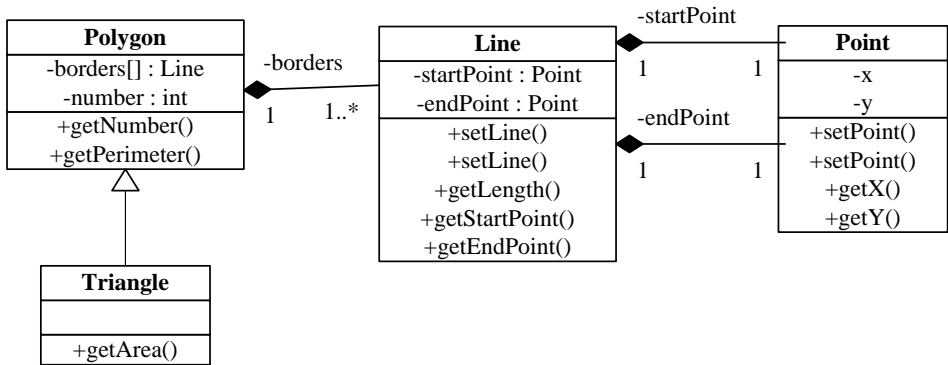 Polygon
-borders[] : Line
-number : int
+getNumber()
+getPerimeter()
-borders
1
1..*
Line
-startPoint : Point
-endPoint : Point
+setLine()
+setLine()
+getLength()
+getStartPoint()
+getEndPoint()
-startPoint
1
1
-endPoint
1
1
Point
-x
-y
+setPoint()
+setPoint()
+getX()
+getY()
Triangle
+getArea()